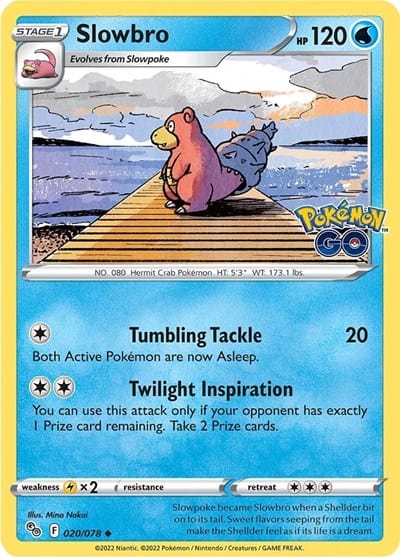 STAGE 1
Slowbro
HP 120
Evolves from Slowpoke
Pokémon GO™
NO. 080 Hermit Crab Pokémon HT: 5'3" WT: 173.1 lbs.
Tumbling Tackle 20
Both Active Pokémon are now Asleep.
Twilight Inspiration
You can use this attack only if your opponent has exactly
1 Prize card remaining. Take 2 Prize cards.
weakness ×2 resistance retreat
Illus. Mina Nakai
F 020/078
Slowpoke became Slowbro when a Shellder bit
on to its tail. Sweet flavors seeping from the tail
make the Shellder feel as if its life is a dream.
©2022 Niantic. ©2022 Pokémon / Nintendo / Creatures / GAME FREAK.